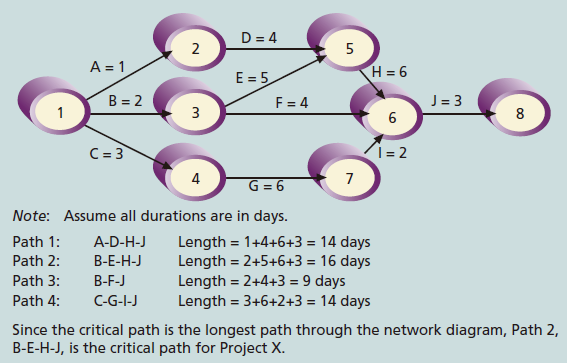 D = 4
2
5
A = 1
E = 5
H = 6
B = 2
F = 4
J = 3
1
3
6
8
C = 3
I = 2
4
G = 6
7
Note: Assume all durations are in days.
Path 1: A-D-H-J Length = 1+4+6+3 = 14 days
Path 2: B-E-H-J Length = 2+5+6+3 = 16 days
Path 3: B-F-J Length = 2+4+3 = 9 days
Path 4: C-G-I-J Length = 3+6+2+3 = 14 days
Since the critical path is the longest path through the network diagram, Path 2,
B-E-H-J, is the critical path for Project X.